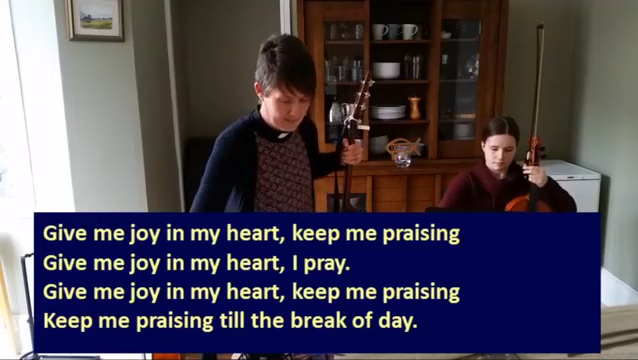 Give me joy in my heart, keep me praising
Give me joy in my heart, I pray.
Give me joy in my heart, keep me praising
Keep me praising till the break of day.